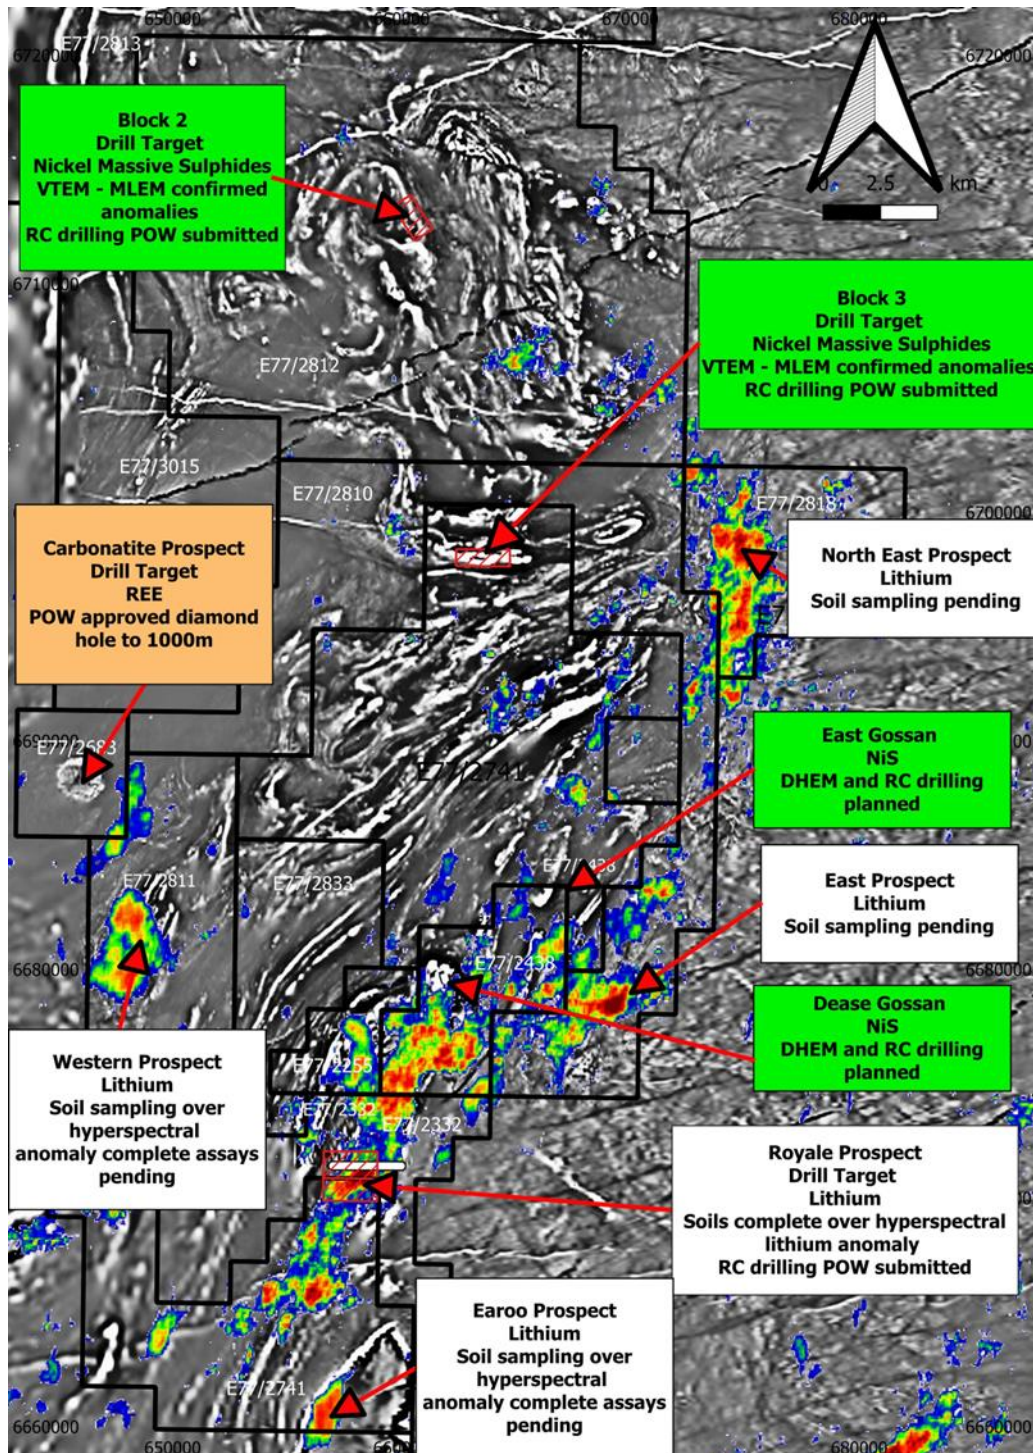 650000
670000
680000
E77/2813
6720000
6720000
Block 2
Drill Target
Nickel Massive Sulphides
VTEM - MLEM confirmed
anomalies
RC drilling POW submitted
2.5
km
6710000
Block 3
Drill Target
Nickel Massive Sulphides
VTEM - MLEM confirmed anomalies
RC drilling POW submitted
E77/2812
E77/3015
E77/2810
E77/2818
6700000
Carbonatite Prospect
Drill Target
REE
POW approved diamond
hole to 1000m
North East Prospect
Lithium
Soil sampling pending
E77/2683
E77/2741
East Gossan
NiS
DHEM and RC drilling
planned
E77/2811
E77/2833
East Prospect
Lithium
Soil sampling pending
6680000
E77/2438
6680000
Dease Gossan
NiS
DHEM and RC drilling
planned
Western Prospect
Lithium
Soil sampling over
hyperspectral
anomaly complete assays
pending
E77/2332
E77/2332
Royale Prospect
Drill Target
Lithium
Soils complete over hyperspectral
lithium anomaly
RC drilling POW submitted
Earoo Prospect
Lithium
Soil sampling over
hyperspectral
anomaly complete assays
pending
E77/2741
6660000
6660000
650000
680000